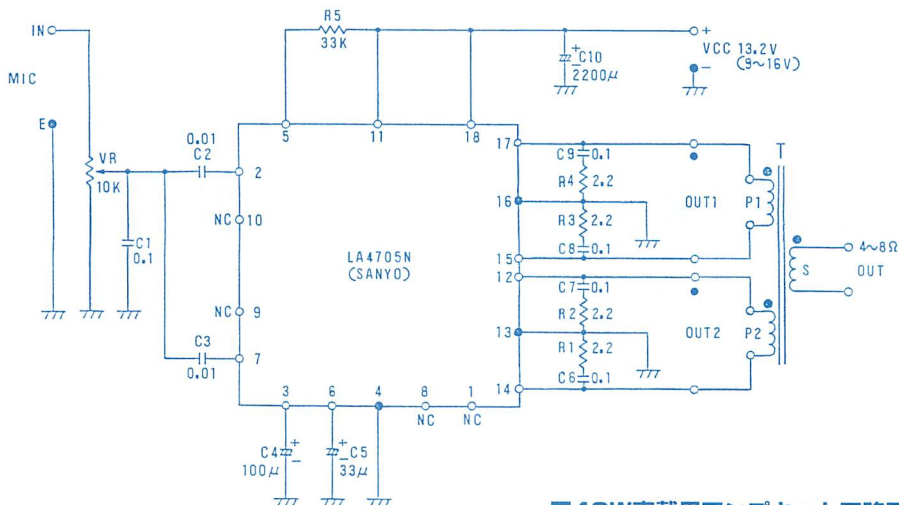 R5
33K
IN
+
C10
2200μ
+
VCC 13.2V
(9~16V)
-
MIC
E
0.01
C2
5
11
18
17
C9
0.1
T
VR
10K
2
R4
2.2
OUT1
P1
NC
10
16
R3
2.2
C1
0.1
LA4705N
(SANYO)
15
C8
0.1
4~8Ω
OUT
S
12
C7
0.1
NC
9
R2
2.2
13
OUT2
P2
C3
0.01
7
R1
2.2
14
C6
0.1
3
6
4
8
NC
1
NC
C4
100μ
+
-
+
-
C5
33μ